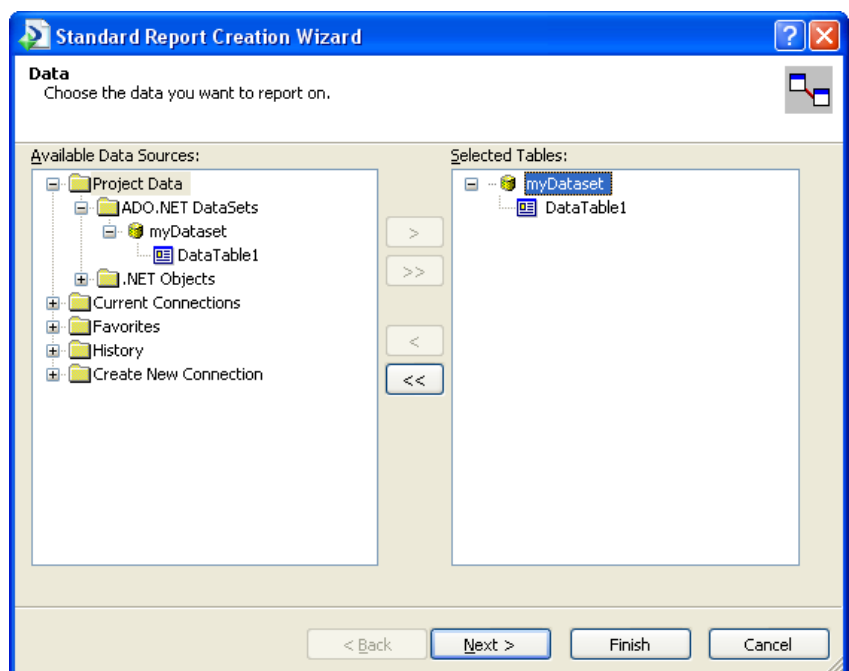 Standard Report Creation Wizard
Data
Choose the data you want to report on.
Available Data Sources:
Project Data
ADO.NET DataSets
myDataset
DataTable1
.NET Objects
Current Connections
Favorites
History
Create New Connection
>
>>
<
<<
Selected Tables:
myDataset
DataTable1
< Back
Next >
Finish
Cancel